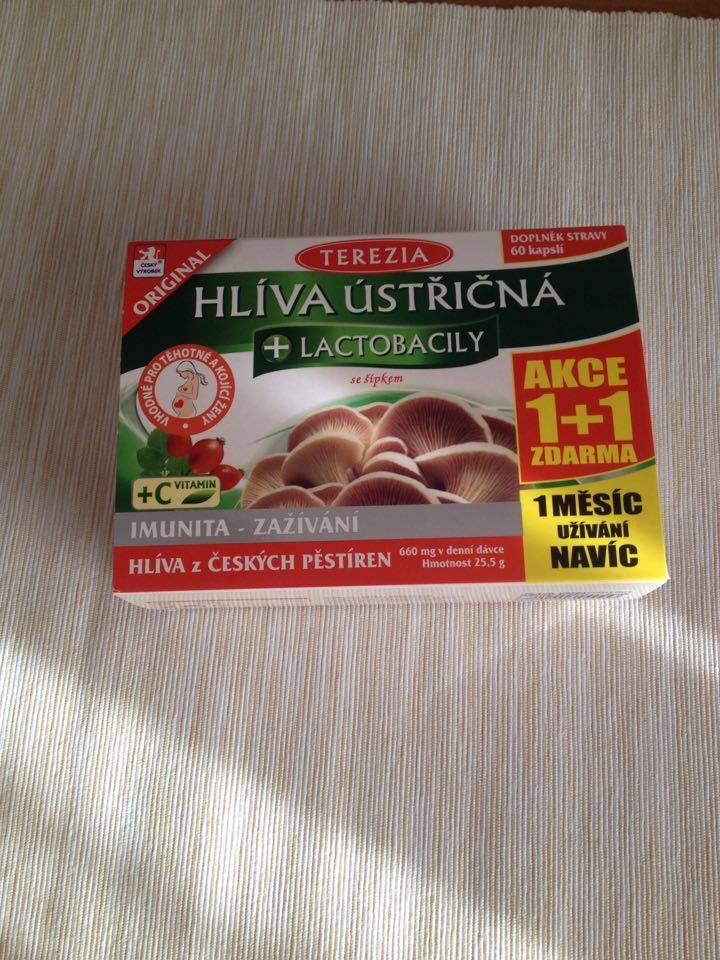 ČESKÝ
VÝROBEK
ORIGINAL
TEREZIA
DOPLNĚK STRAVY
60 kapslí
HLÍVA ÚSTŘIČNÁ
+ LACTOBACILY
se šípkem
VHODNÉ PRO TĚHOTNÉ A KOJÍCÍ ŽENY
AKCE
1+1
ZDARMA
+C VITAMIN
1 MĚSÍC
UŽÍVÁNÍ
NAVÍC
IMUNITA - ZAŽÍVÁNÍ
HLÍVA z ČESKÝCH PĚSTÍREN
660 mg v denní dávce
Hmotnost 25,5 g